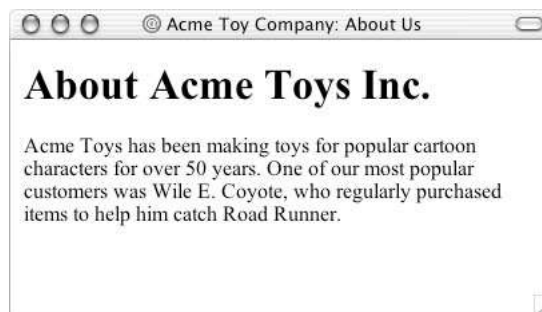 Acme Toy Company: About Us
About Acme Toys Inc.
Acme Toys has been making toys for popular cartoon
characters for over 50 years. One of our most popular
customers was Wile E. Coyote, who regularly purchased
items to help him catch Road Runner.